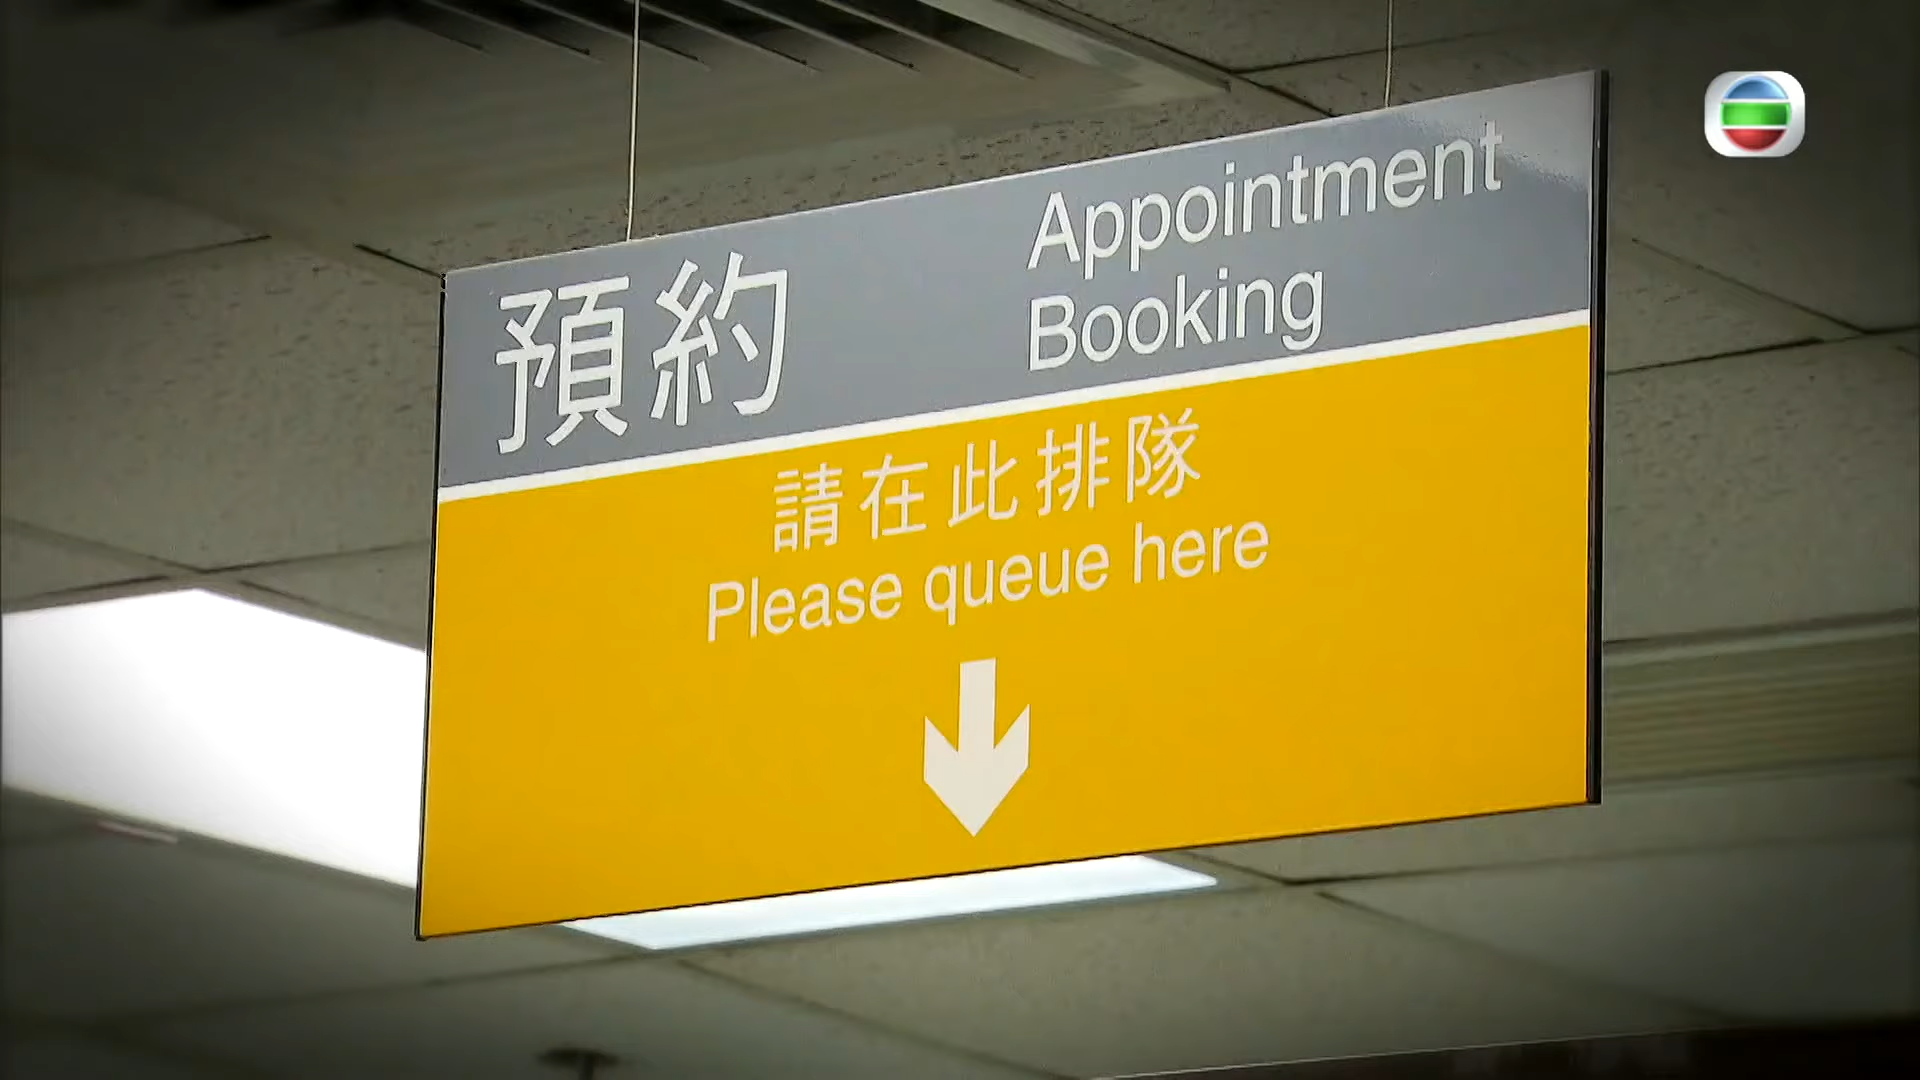 預約
Appointment
Booking
請在此排隊
Please queue here